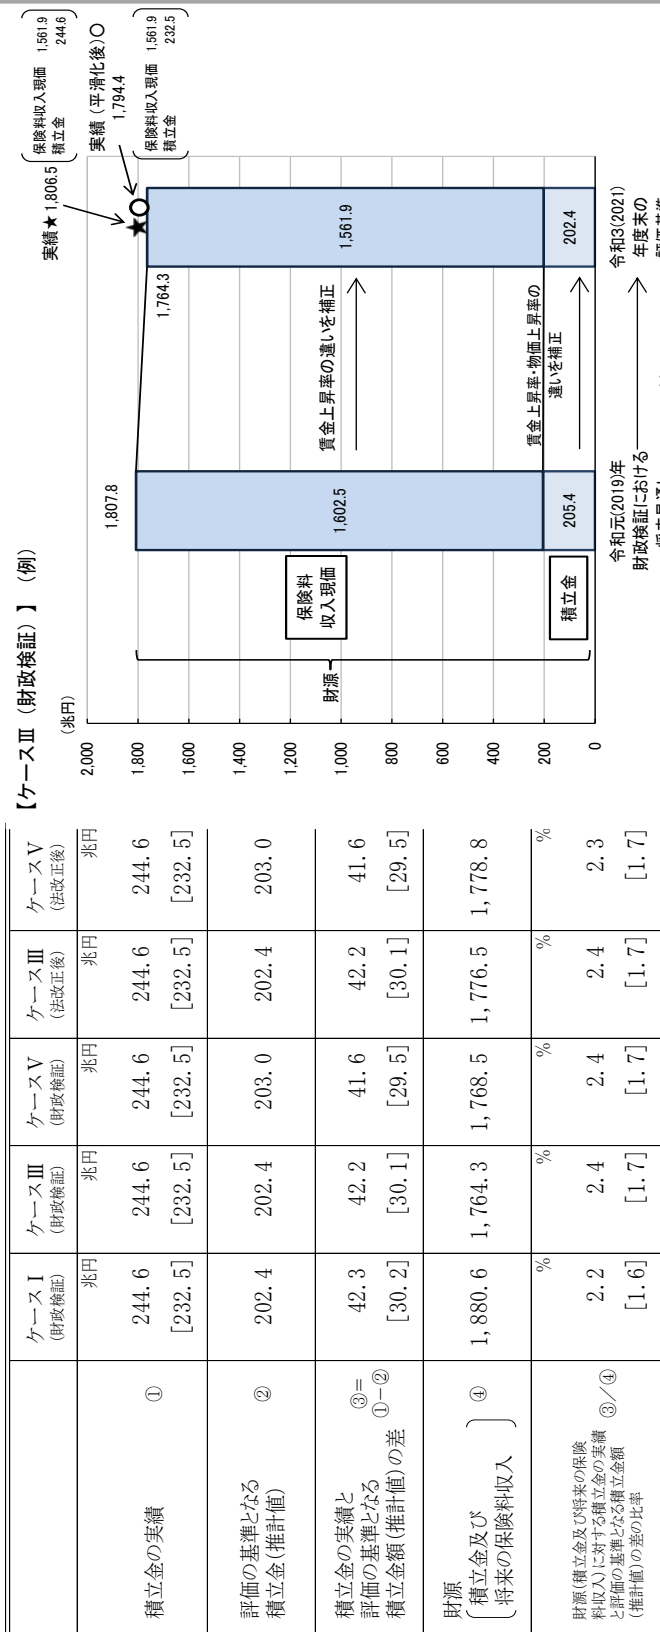 ケースⅠ
(財政検証)
ケースⅢ
(財政検証)
ケースⅤ
(財政検証)
ケースⅢ
(法改正後)
ケースⅤ
(法改正後)
兆円 兆円 兆円 兆円 兆円
積立金の実績 ① 244.6 244.6 244.6 244.6 244.6
[232.5] [232.5] [232.5] [232.5] [232.5]
評価の基準となる
積立金(推計値) ② 202.4 202.4 203.0 202.4 203.0
積立金の実績と
評価の基準となる
積立金額(推計値)の差
③=
①-②
42.3 42.2 41.6 42.2 41.6
[30.2] [30.1] [29.5] [30.1] [29.5]
財源
積立金及び
将来の保険料収入
④ 1,880.6 1,764.3 1,768.5 1,776.5 1,778.8
% % % % %
財源(積立金及び将来の保険
料収入)に対する積立金の実績
と評価の基準となる積立金額
(推計値)の差の比率
③/④
2.2 2.4 2.4 2.4 2.3
[1.6] [1.7] [1.7] [1.7] [1.7]
【ケースⅢ(財政検証)】(例)
(兆円)
2,000
1,800
1,600
1,400
1,200
1,000
800
600
400
200
0
財源
保険料
収入現価
積立金
1,807.8
1,602.5
205.4
賃金上昇率の違いを補正
賃金上昇率・物価上昇率の
違いを補正
1,764.3
1,561.9
202.4
実績★1,806.5
保険料収入現価 1,561.9
積立金 244.6
実績(平滑化後)○
1,794.4
保険料収入現価 1,561.9
積立金 232.5
令和元(2019)年
財政検証における
令和3(2021)
年度末の